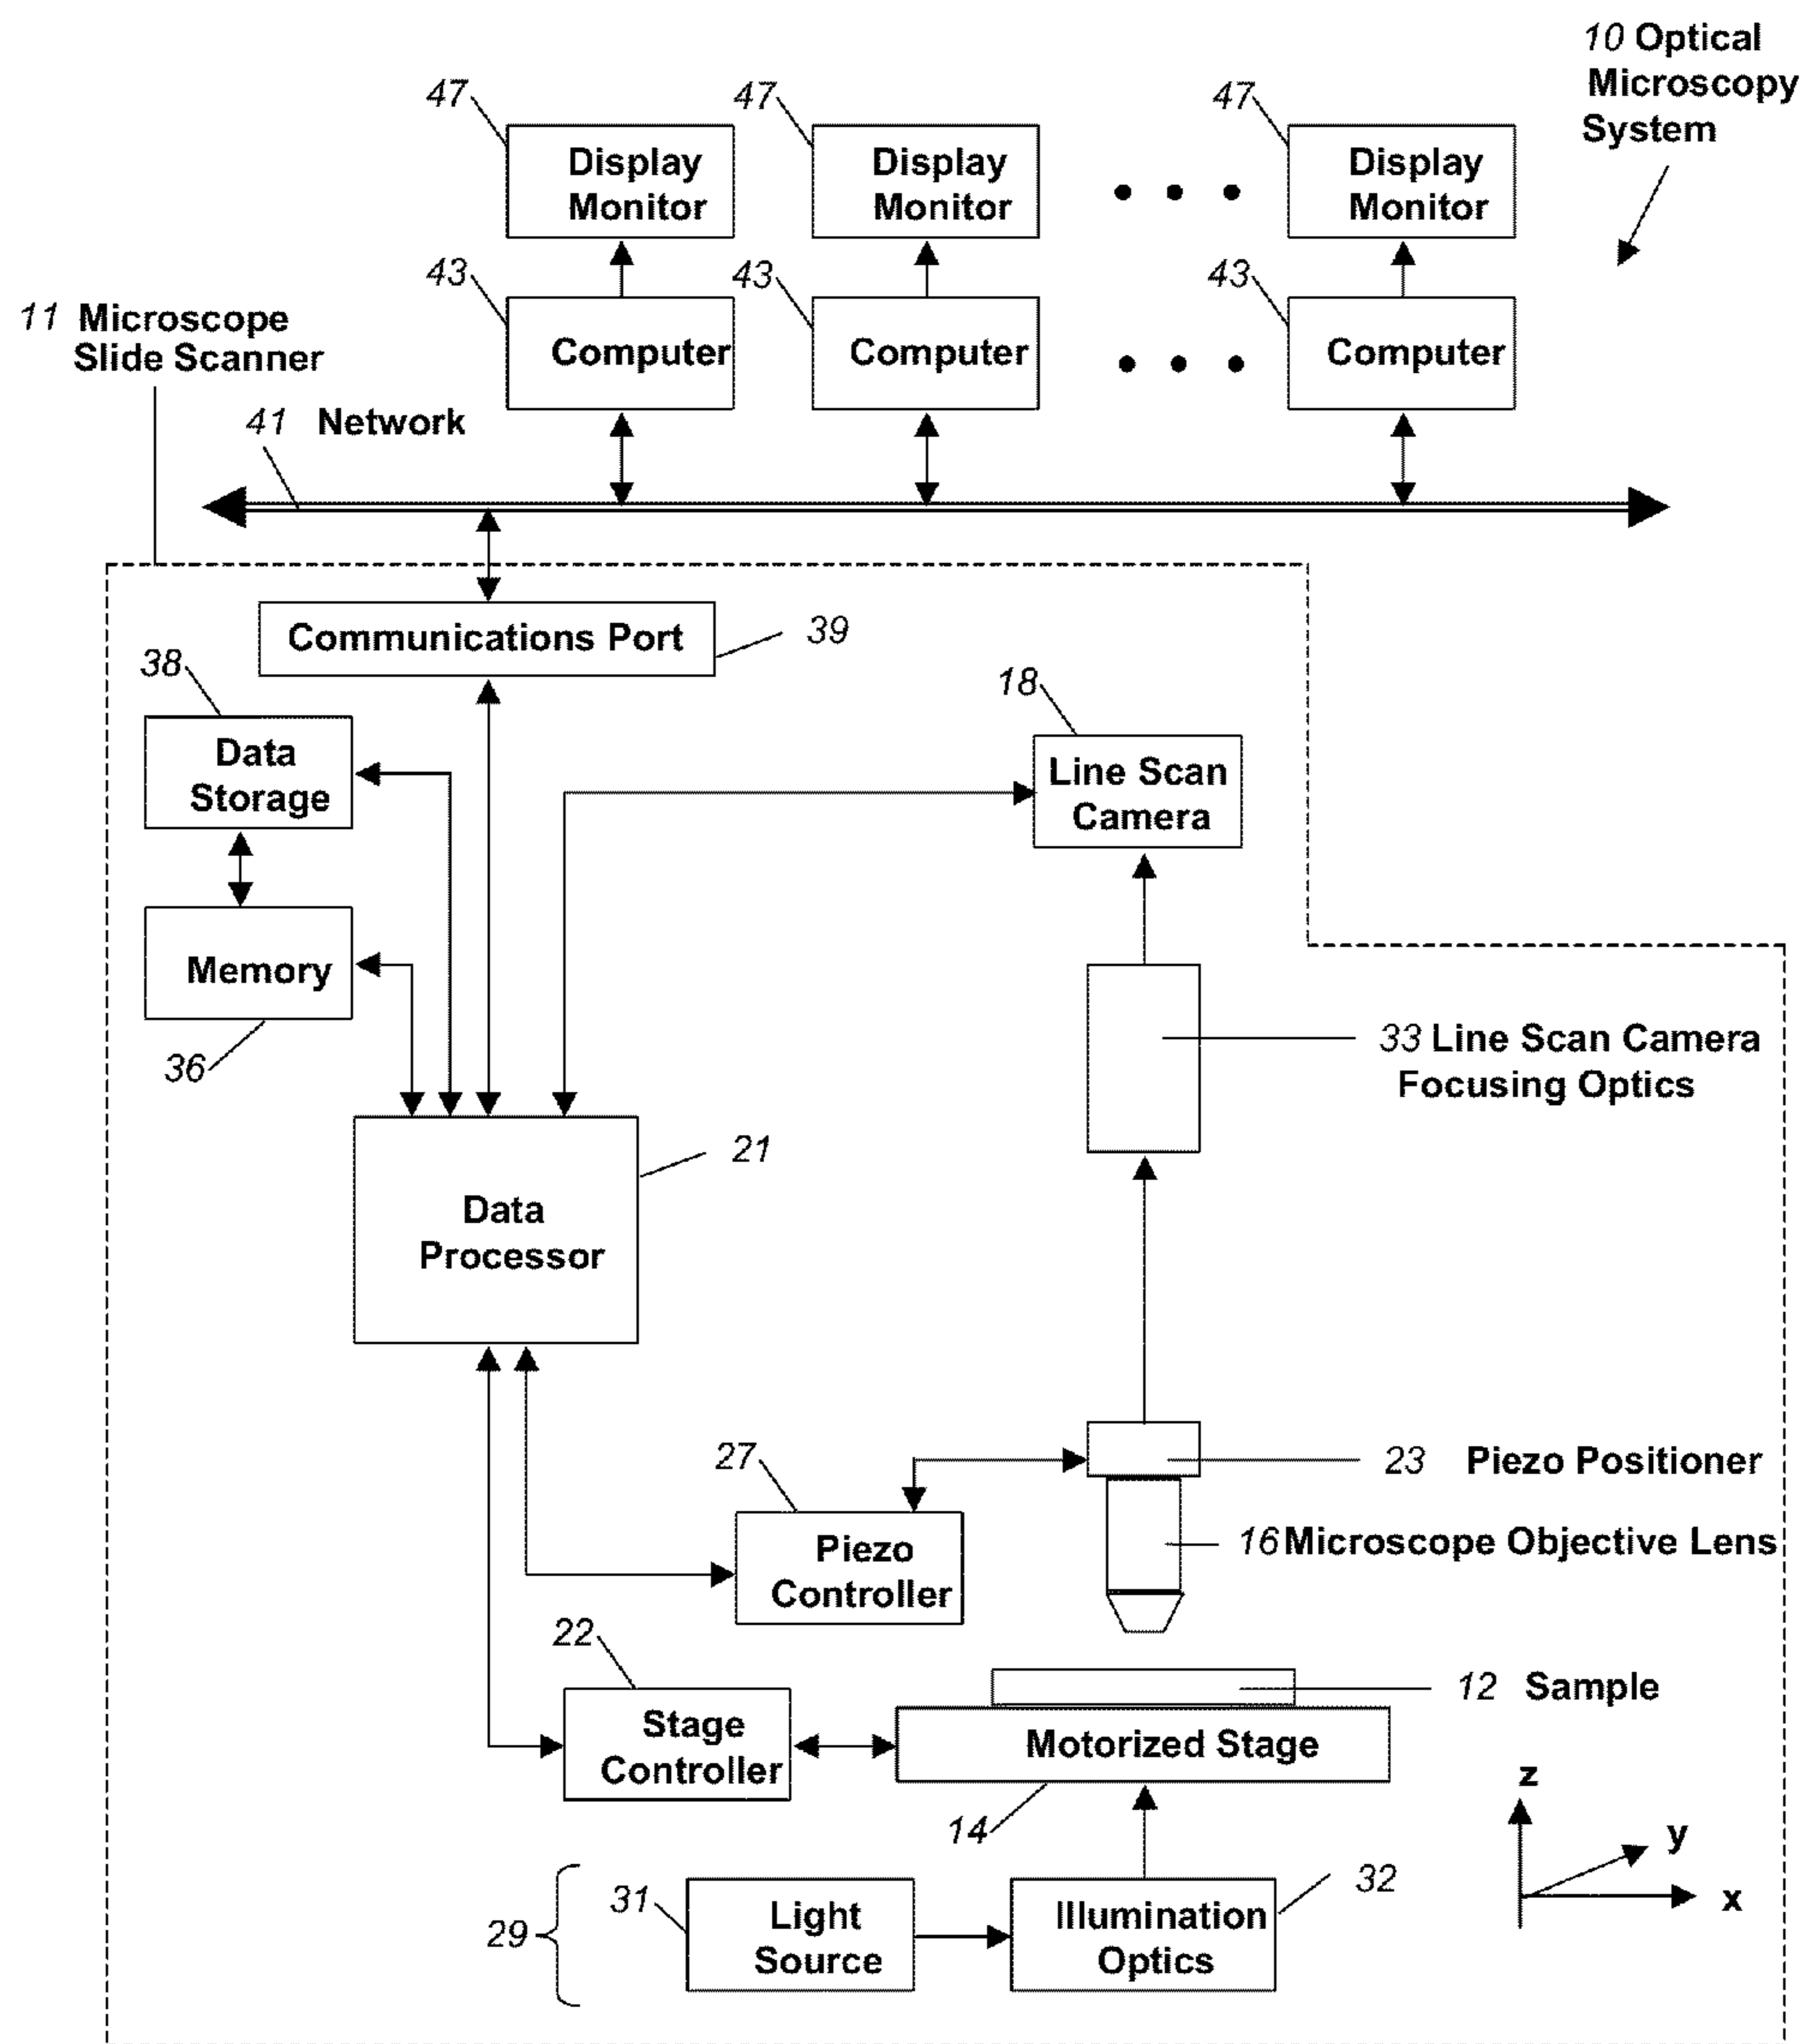 10 Optical
Microscopy
System
47
47
47
Display
Monitor
Display
Monitor
• • •
Display
Monitor
43
43
43
Computer
Computer
• • •
Computer
11 Microscope
Slide Scanner
41 Network
Communications Port
39
38
Data
Storage
18
Line Scan
Camera
Memory
36
33 Line Scan Camera
Focusing Optics
21
Data
Processor
27
Piezo
Controller
23 Piezo Positioner
16 Microscope Objective Lens
22
Stage
Controller
12 Sample
Motorized Stage
14
z
y
x
29
31
Light
Source
Illumination
Optics
32